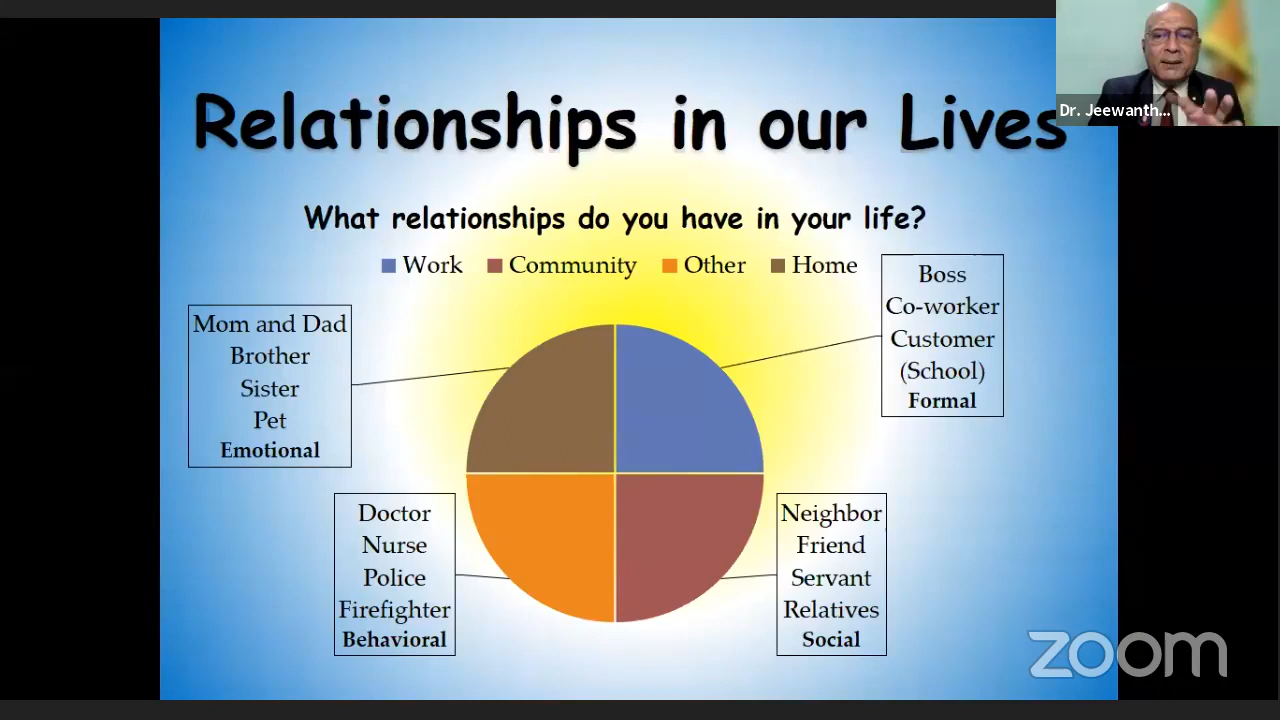 Relationships in our Lives
Dr. Jeewanth...
What relationships do you have in your life?
Work Community Other Home
Boss
Co-worker
Customer
(School)
Formal
Mom and Dad
Brother
Sister
Pet
Emotional
Doctor
Nurse
Police
Firefighter
Behavioral
Neighbor
Friend
Servant
Relatives
Social
zoom